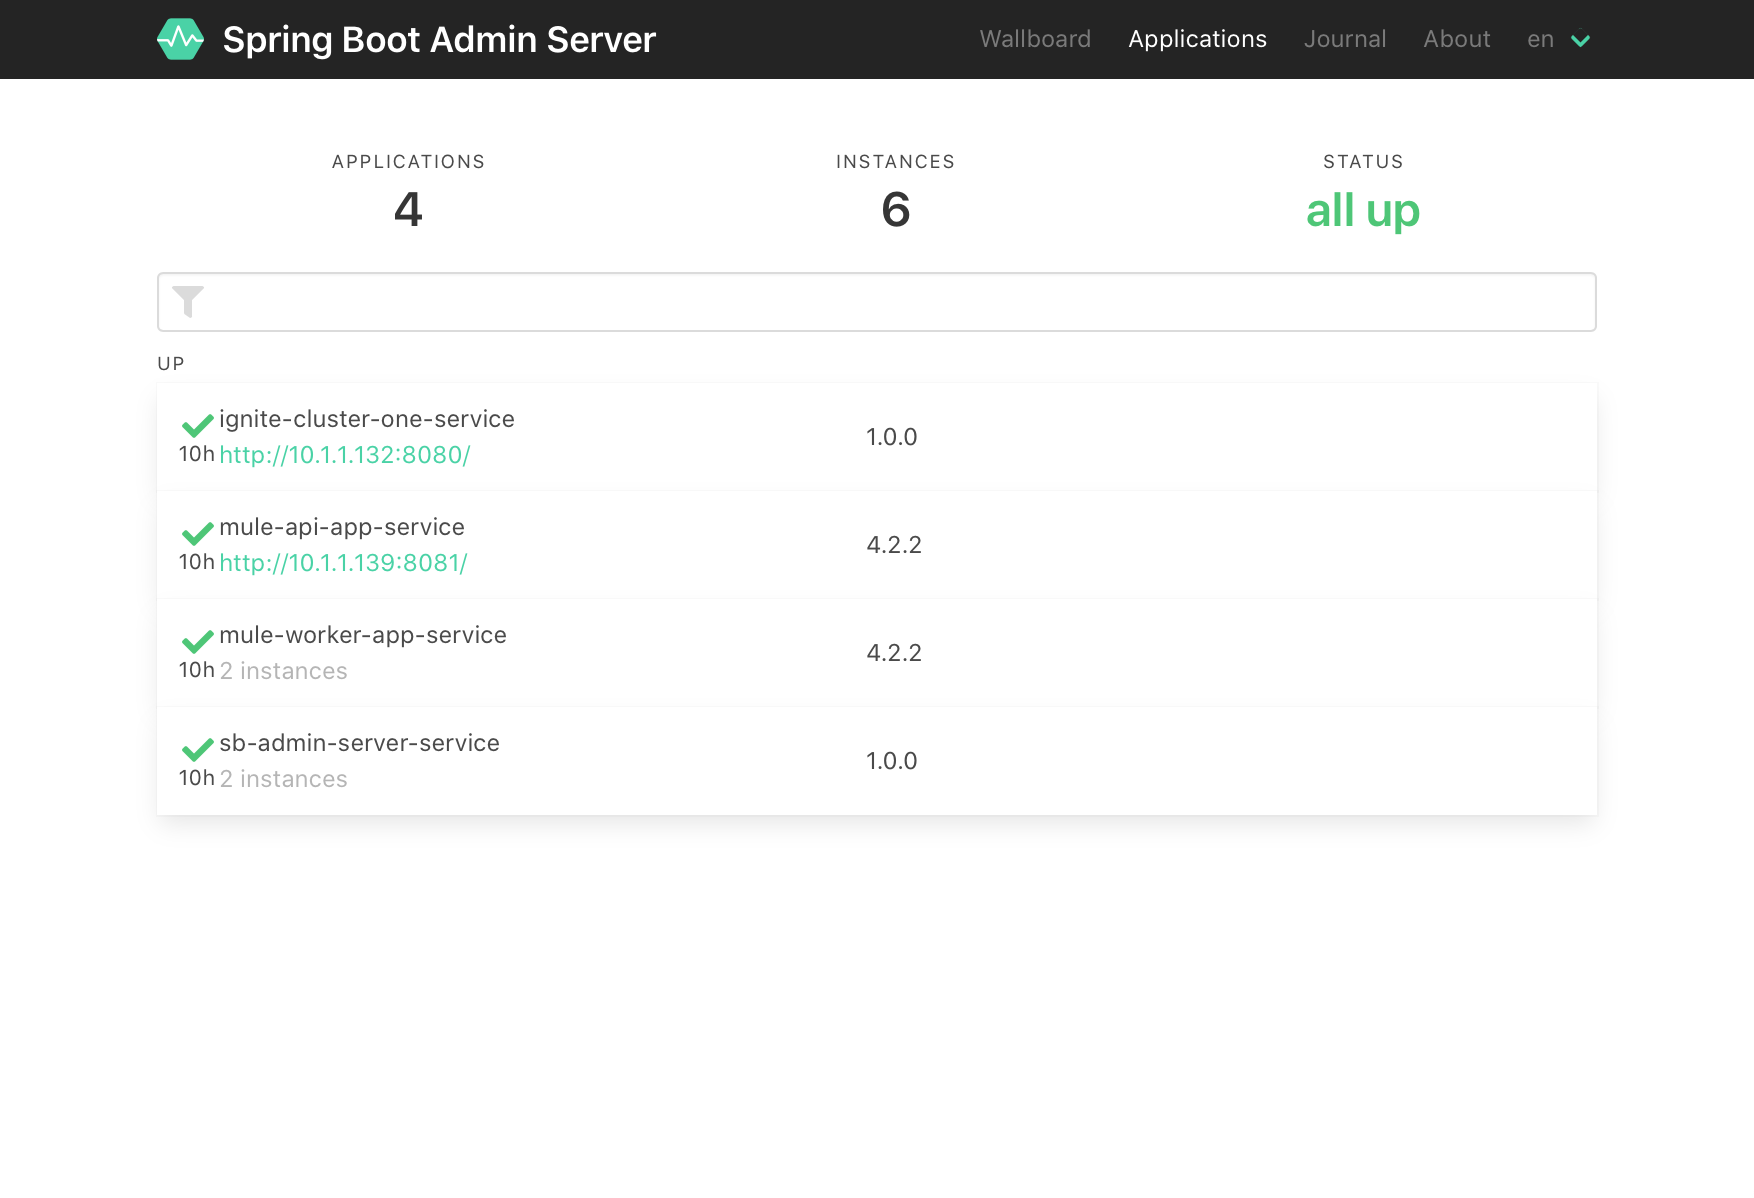 Spring Boot Admin Server
Wallboard Applications Journal About en
APPLICATIONS INSTANCES STATUS
4 6 all up
UP
ignite-cluster-one-service
1.0.0
10h http://10.1.1.132:8080/
mule-api-app-service
4.2.2
10h http://10.1.1.139:8081/
mule-worker-app-service
4.2.2
10h 2 instances
sb-admin-server-service
1.0.0
10h 2 instances